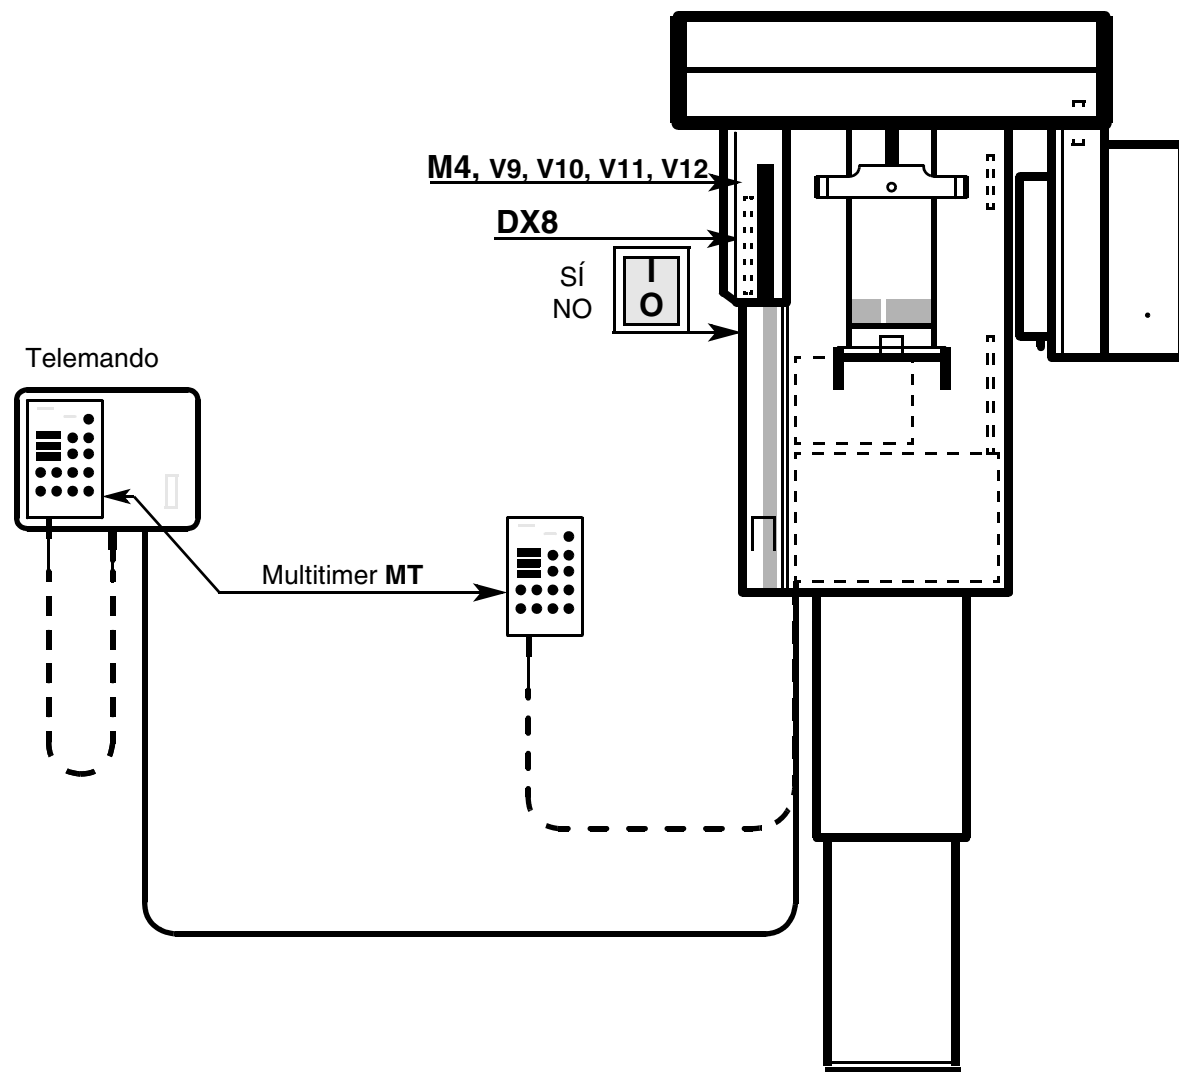 M4, V9, V10, V11, V12
DX8
SÍ
NO
I
O
Telemando
Multitimer MT